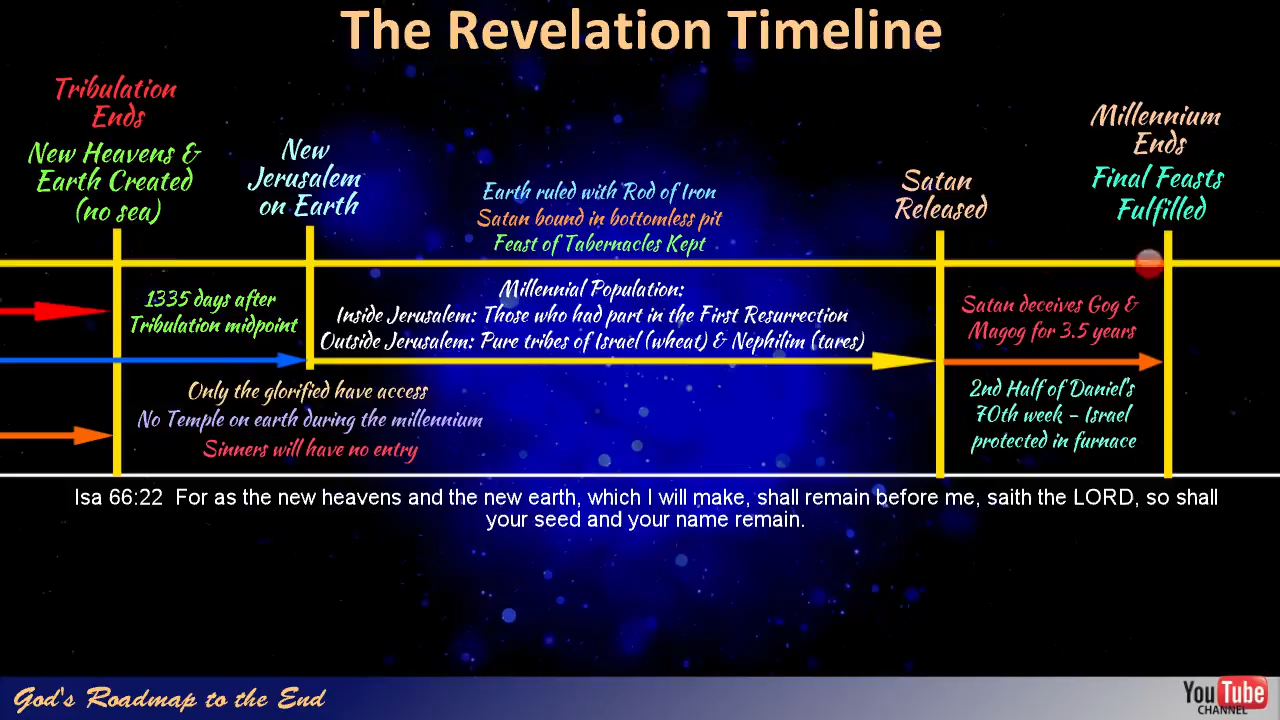 The Revelation Timeline
Tribulation
Ends
New Heavens &
Earth Created
(no sea)
New
Jerusalem
on Earth
Earth ruled with Rod of Iron
Satan bound in bottomless pit
Feast of Tabernacles Kept
Satan
Released
Millennium
Ends
Final Feasts
Fulfilled
1335 days after
Tribulation midpoint
Millennial Population:
Inside Jerusalem: Those who had part in the First Resurrection
Outside Jerusalem: Pure tribes of Israel (wheat) & Nephilim (tares)
Satan deceives Gog &
Magog for 3.5 years
Only the glorified have access
No Temple on earth during the millennium
Sinners will have no entry
2nd Half of Daniel's
70th week - Israel
protected in furnace
Isa 66:22  For as the new heavens and the new earth, which I will make, shall remain before me, saith the LORD, so shall
your seed and your name remain.
God's Roadmap to the End
YouTube
CHANNEL